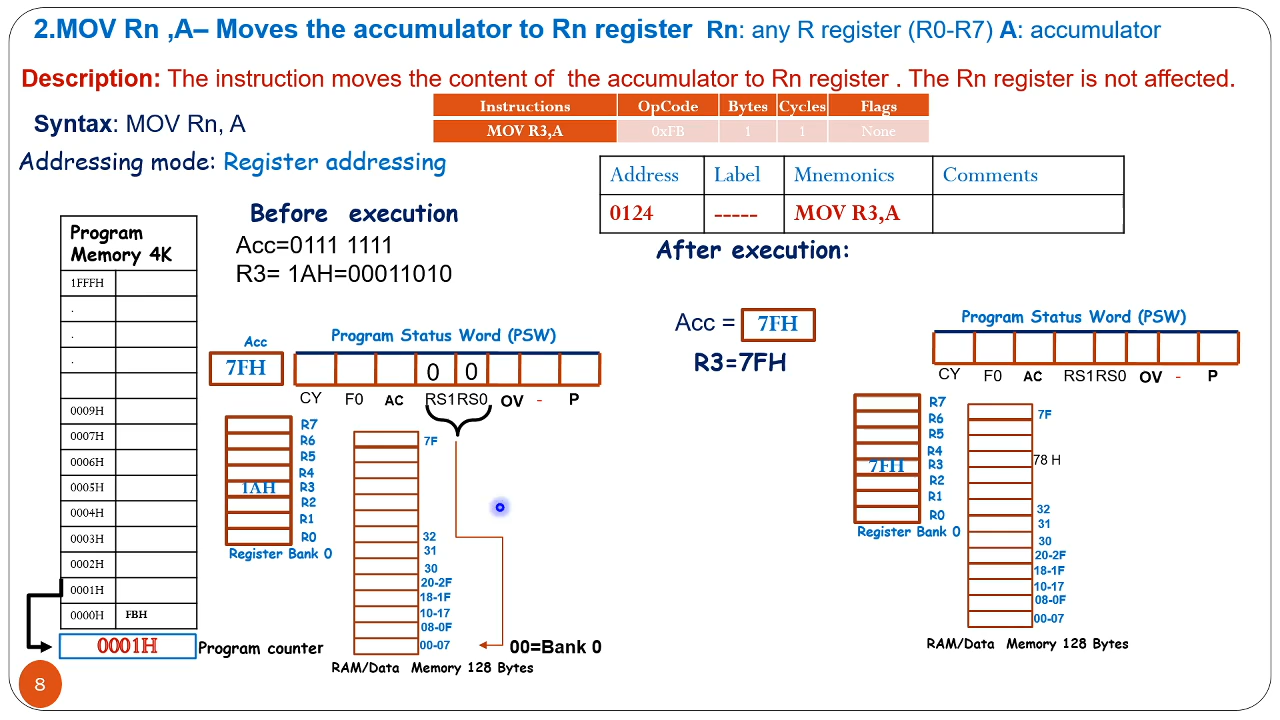 2.MOV Rn ,A– Moves the accumulator to Rn register Rn: any R register (R0-R7) A: accumulator
Description: The instruction moves the content of the accumulator to Rn register . The Rn register is not affected.
Instructions OpCode Bytes Cycles Flags
MOV R3,A 0xFB 1 1 None
Syntax: MOV Rn, A
Addressing mode: Register addressing
Address Label Mnemonics Comments
0124 ----- MOV R3,A
Program
Memory 4K
1FFFH
.
.
.
0009H
0007H
0006H
0005H
0004H
0003H
0002H
0001H
0000H FBH
0001H Program counter
Before execution
Acc=0111 1111
R3= 1AH=00011010
Program Status Word (PSW)
Acc
7FH
0 0
CY F0 AC RS1RS0 OV - P
R7
R6
R5
R4
1AH R3
R2
R1
R0
Register Bank 0
7F
32
31
30
20-2F
18-1F
10-17
08-0F
00-07
00=Bank 0
RAM/Data Memory 128 Bytes
After execution:
Acc = 7FH
R3=7FH
Program Status Word (PSW)
CY F0 AC RS1RS0 OV - P
R7
R6
R5
R4
7FH R3
R2
R1
R0
Register Bank 0
7F
78 H
32
31
30
20-2F
18-1F
10-17
08-0F
00-07
RAM/Data Memory 128 Bytes
8